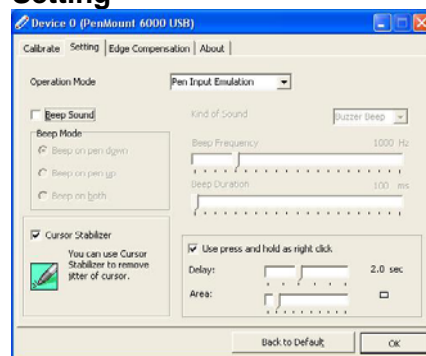 Setting
Device 0 (PenMount 6000 USB)
Calibrate Setting Edge Compensation About
Operation Mode Pen Input Emulation
Beep Sound Kind of Sound Buzzer Beep
Beep Mode
Beep on pen down
Beep on pen up
Beep on both
Beep Frequency 1000 Hz
Beep Duration 100 ms
Cursor Stabilizer
You can use Cursor
Stabilizer to remove
jitter of cursor.
Use press and hold as right click
Delay: 2.0 sec
Area:
Back to Default OK